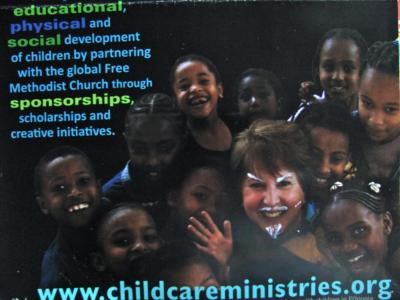 educational,
physical and
social development
of children by partnering
with the global Free
Methodist Church through
sponsorships,
scholarships and
creative initiatives.
www.childcareministries.org